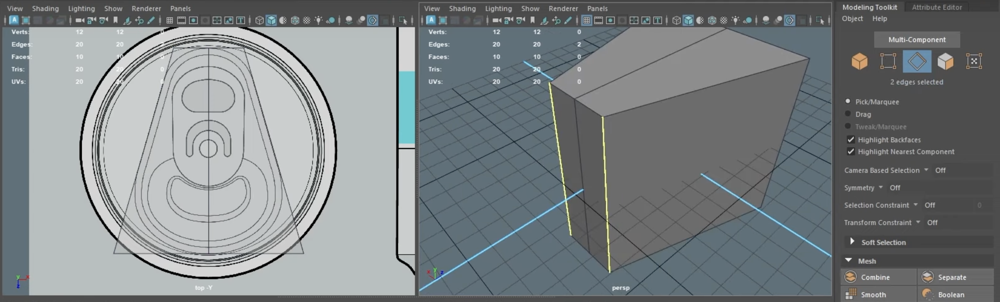 View Shading Lighting Show Renderer Panels
Verts: 12 12 0
Edges: 20 20 2
Faces: 10 10 0
Tris: 20 20 0
UVs: 20 20 0
y x
z
top -Y
View Shading Lighting Show Renderer Panels
Verts: 12 12 0
Edges: 20 20 2
Faces: 10 10 0
Tris: 20 20 0
UVs: 20 20 0
x y z
persp
Modeling Toolkit Attribute Editor
Object Help
Multi-Component
2 edges selected
Pick/Marquee
Drag
Tweak/Marquee
Highlight Backfaces
Highlight Nearest Component
Camera Based Selection Off
Symmetry Off
Selection Constraint Off 0
Transform Constraint Off
Soft Selection
Mesh
Combine Separate
Smooth Boolean